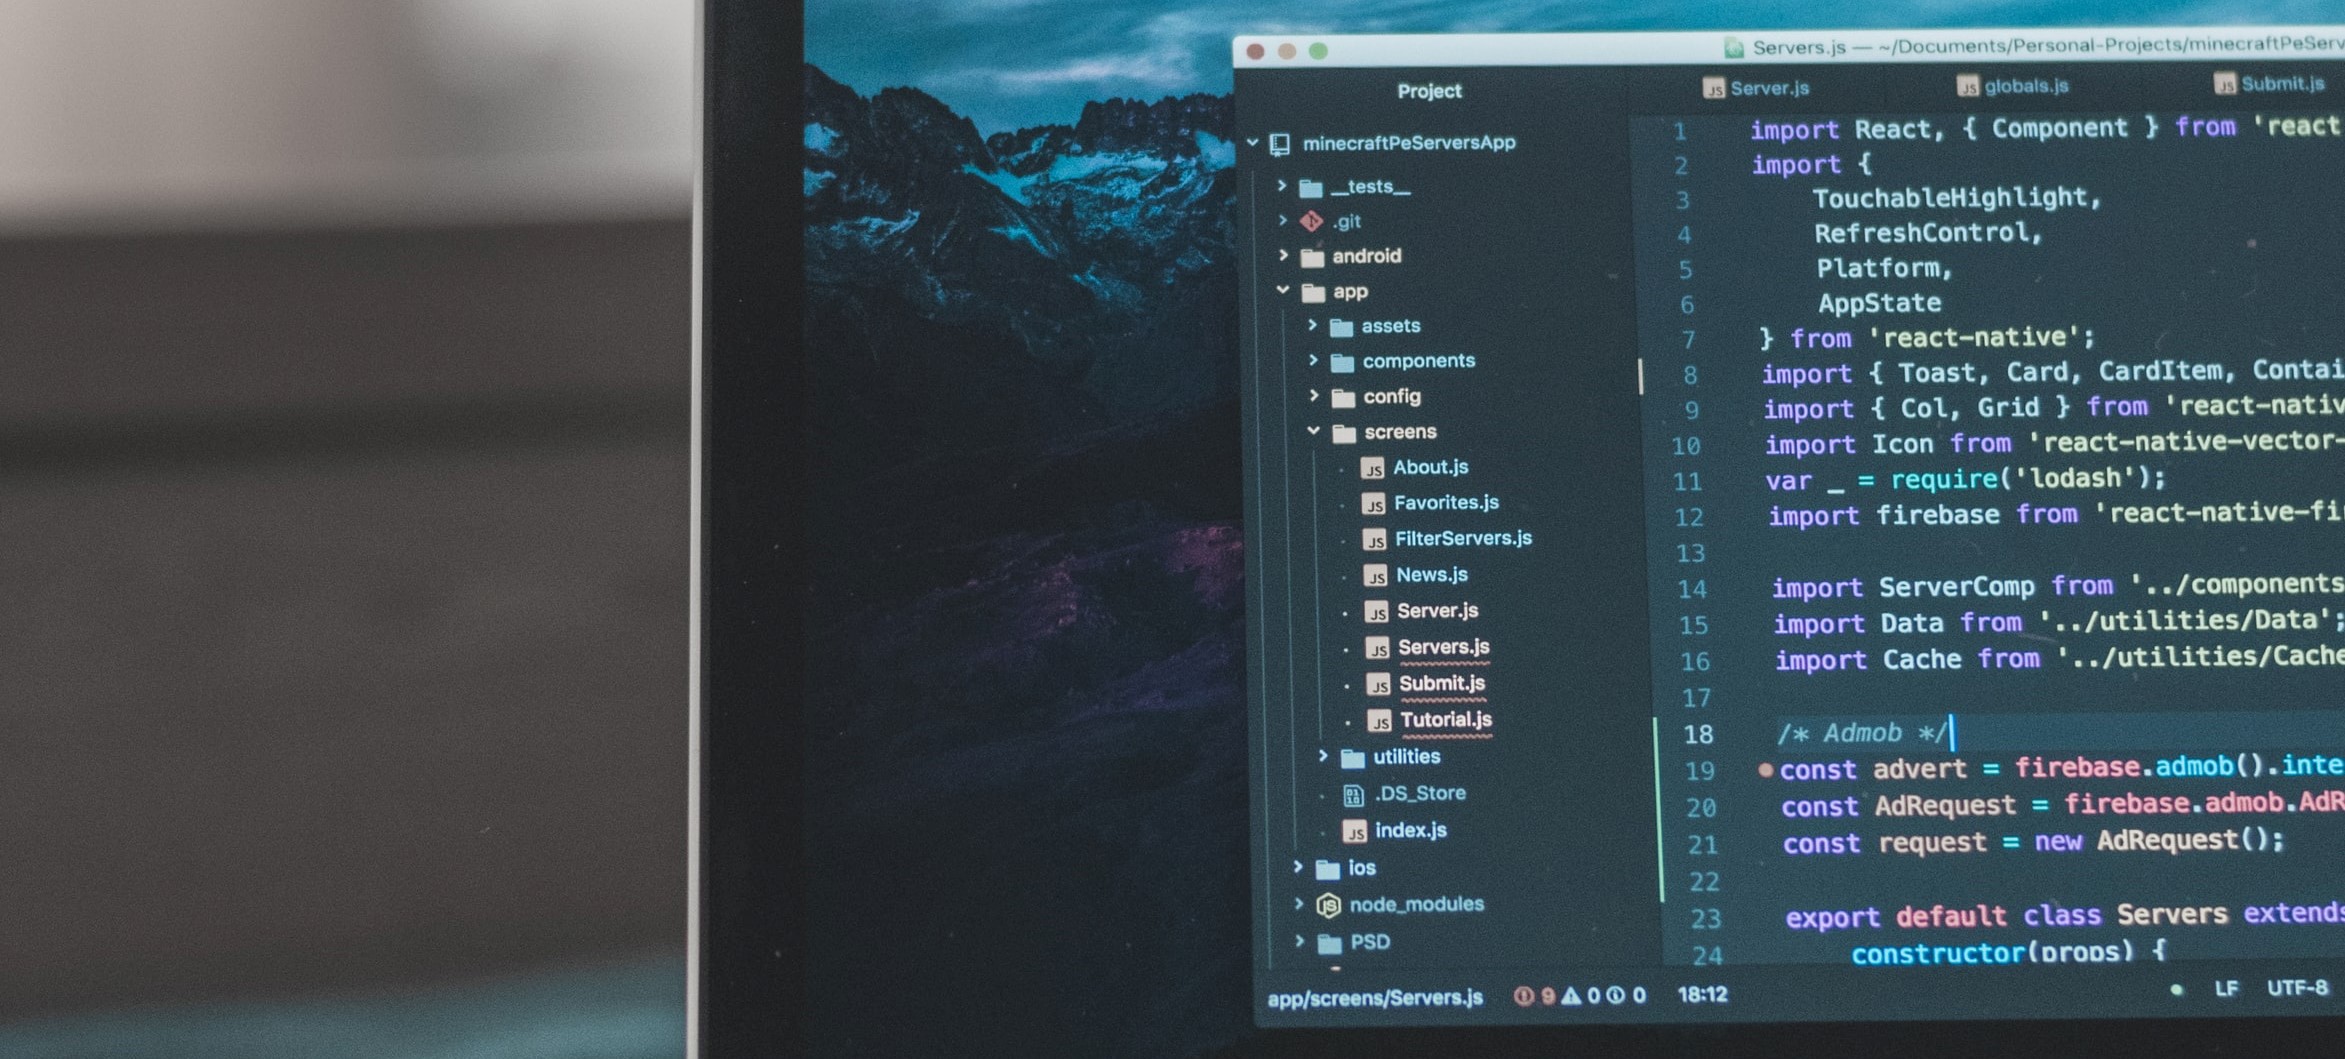 Servers.js — ~/Documents/Personal-Projects/minecraftPeServ
Project
Server.js
globals.js
Submit.js
minecraftPeServersApp
__tests__
.git
android
app
assets
components
config
screens
About.js
Favorites.js
FilterServers.js
News.js
Server.js
Servers.js
Submit.js
Tutorial.js
utilities
.DS_Store
index.js
ios
node_modules
PSD
1 import React, { Component } from 'react
2 import {
3 TouchableHighlight,
4 RefreshControl,
5 Platform,
6 AppState
7 } from 'react-native';
8 import { Toast, Card, CardItem, Contai
9 import { Col, Grid } from 'react-nativ
10 import Icon from 'react-native-vector-
11 var _ = require('lodash');
12 import firebase from 'react-native-fi
13
14 import ServerComp from '../components
15 import Data from '../utilities/Data';
16 import Cache from '../utilities/Cache
17
18 /* Admob */
19 const advert = firebase.admob().inte
20 const AdRequest = firebase.admob.AdR
21 const request = new AdRequest();
22
23 export default class Servers extends
24 constructor(props) {
app/screens/Servers.js 9 0 0 18:12 LF UTF-8